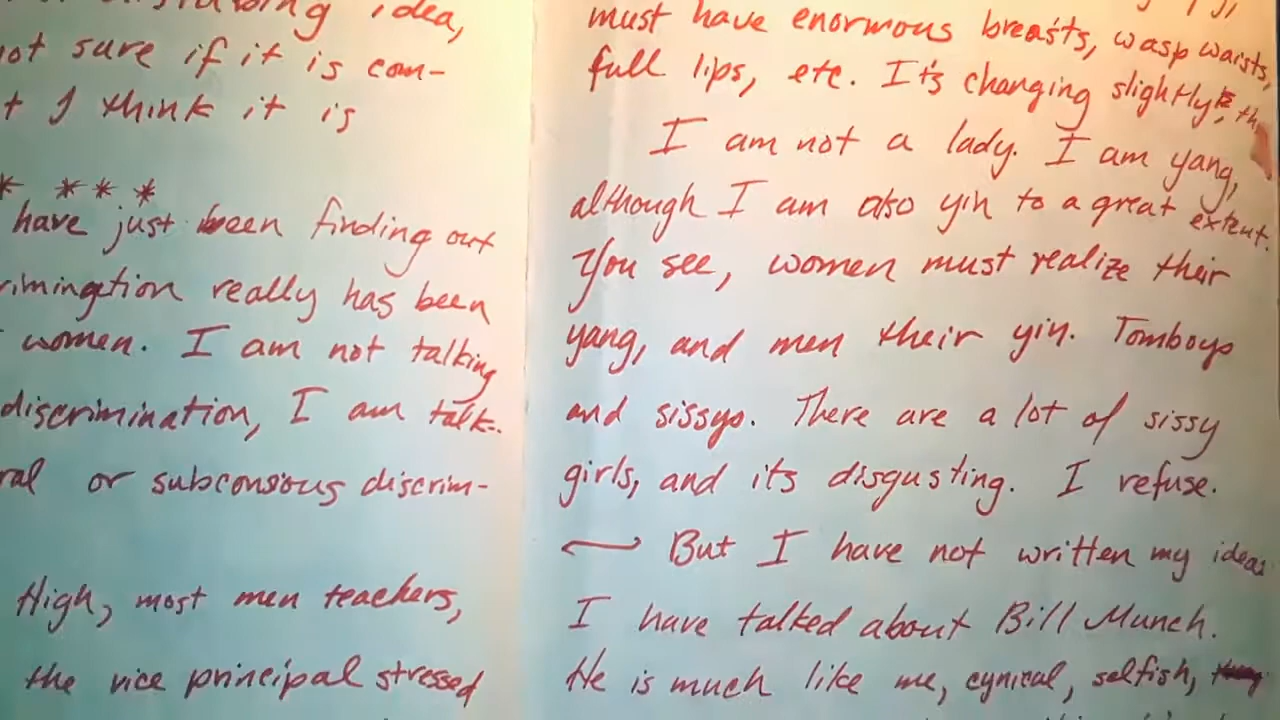 idea,
not sure if it is com-
I think it is
* * * *
have just been finding out
really has been
women. I am not talking
discrimination, I am talk-
or subconsious discrim-
High, most men teachers,
the vice principal stressed
must have enormous breasts, wasp waists,
full lips, etc. It's changing slightly,
I am not a lady. I am yang,
although I am also yin to a great extent.
You see, women must realize their
yang, and men their yin. Tomboys
and sissys. There are a lot of sissy
girls, and its disgusting. I refuse.
But I have not written my ideas
I have talked about Bill Munch.
He is much like me, cynical, selfish,